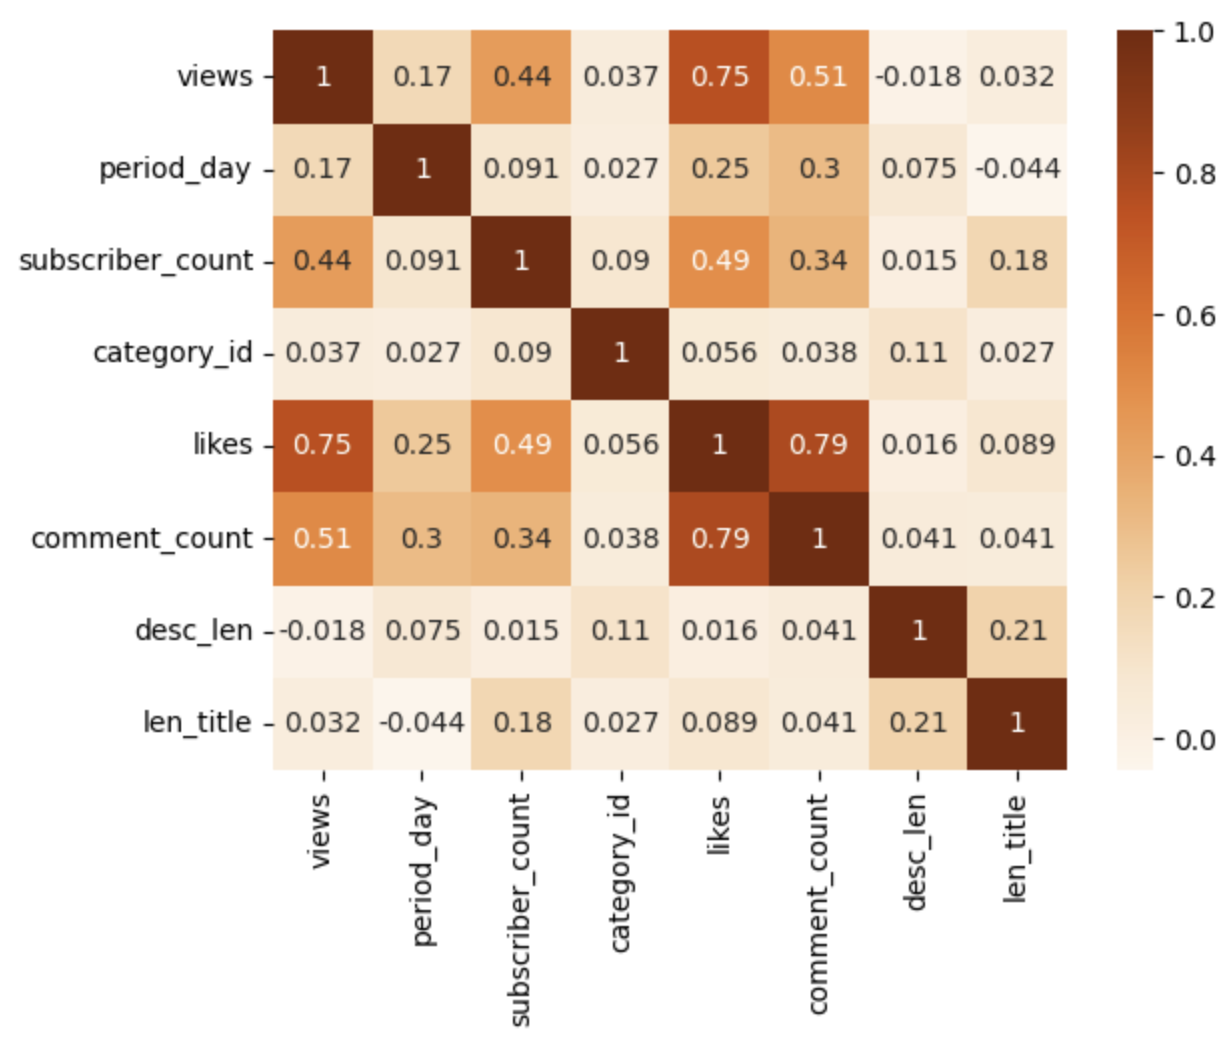 views 1 0.17 0.44 0.037 0.75 0.51 -0.018 0.032
period_day 0.17 1 0.091 0.027 0.25 0.3 0.075 -0.044
subscriber_count 0.44 0.091 1 0.09 0.49 0.34 0.015 0.18
category_id 0.037 0.027 0.09 1 0.056 0.038 0.11 0.027
likes 0.75 0.25 0.49 0.056 1 0.79 0.016 0.089
comment_count 0.51 0.3 0.34 0.038 0.79 1 0.041 0.041
desc_len -0.018 0.075 0.015 0.11 0.016 0.041 1 0.21
len_title 0.032 -0.044 0.18 0.027 0.089 0.041 0.21 1
views
period_day
subscriber_count
category_id
likes
comment_count
desc_len
len_title
1.0
0.8
0.6
0.4
0.2
0.0